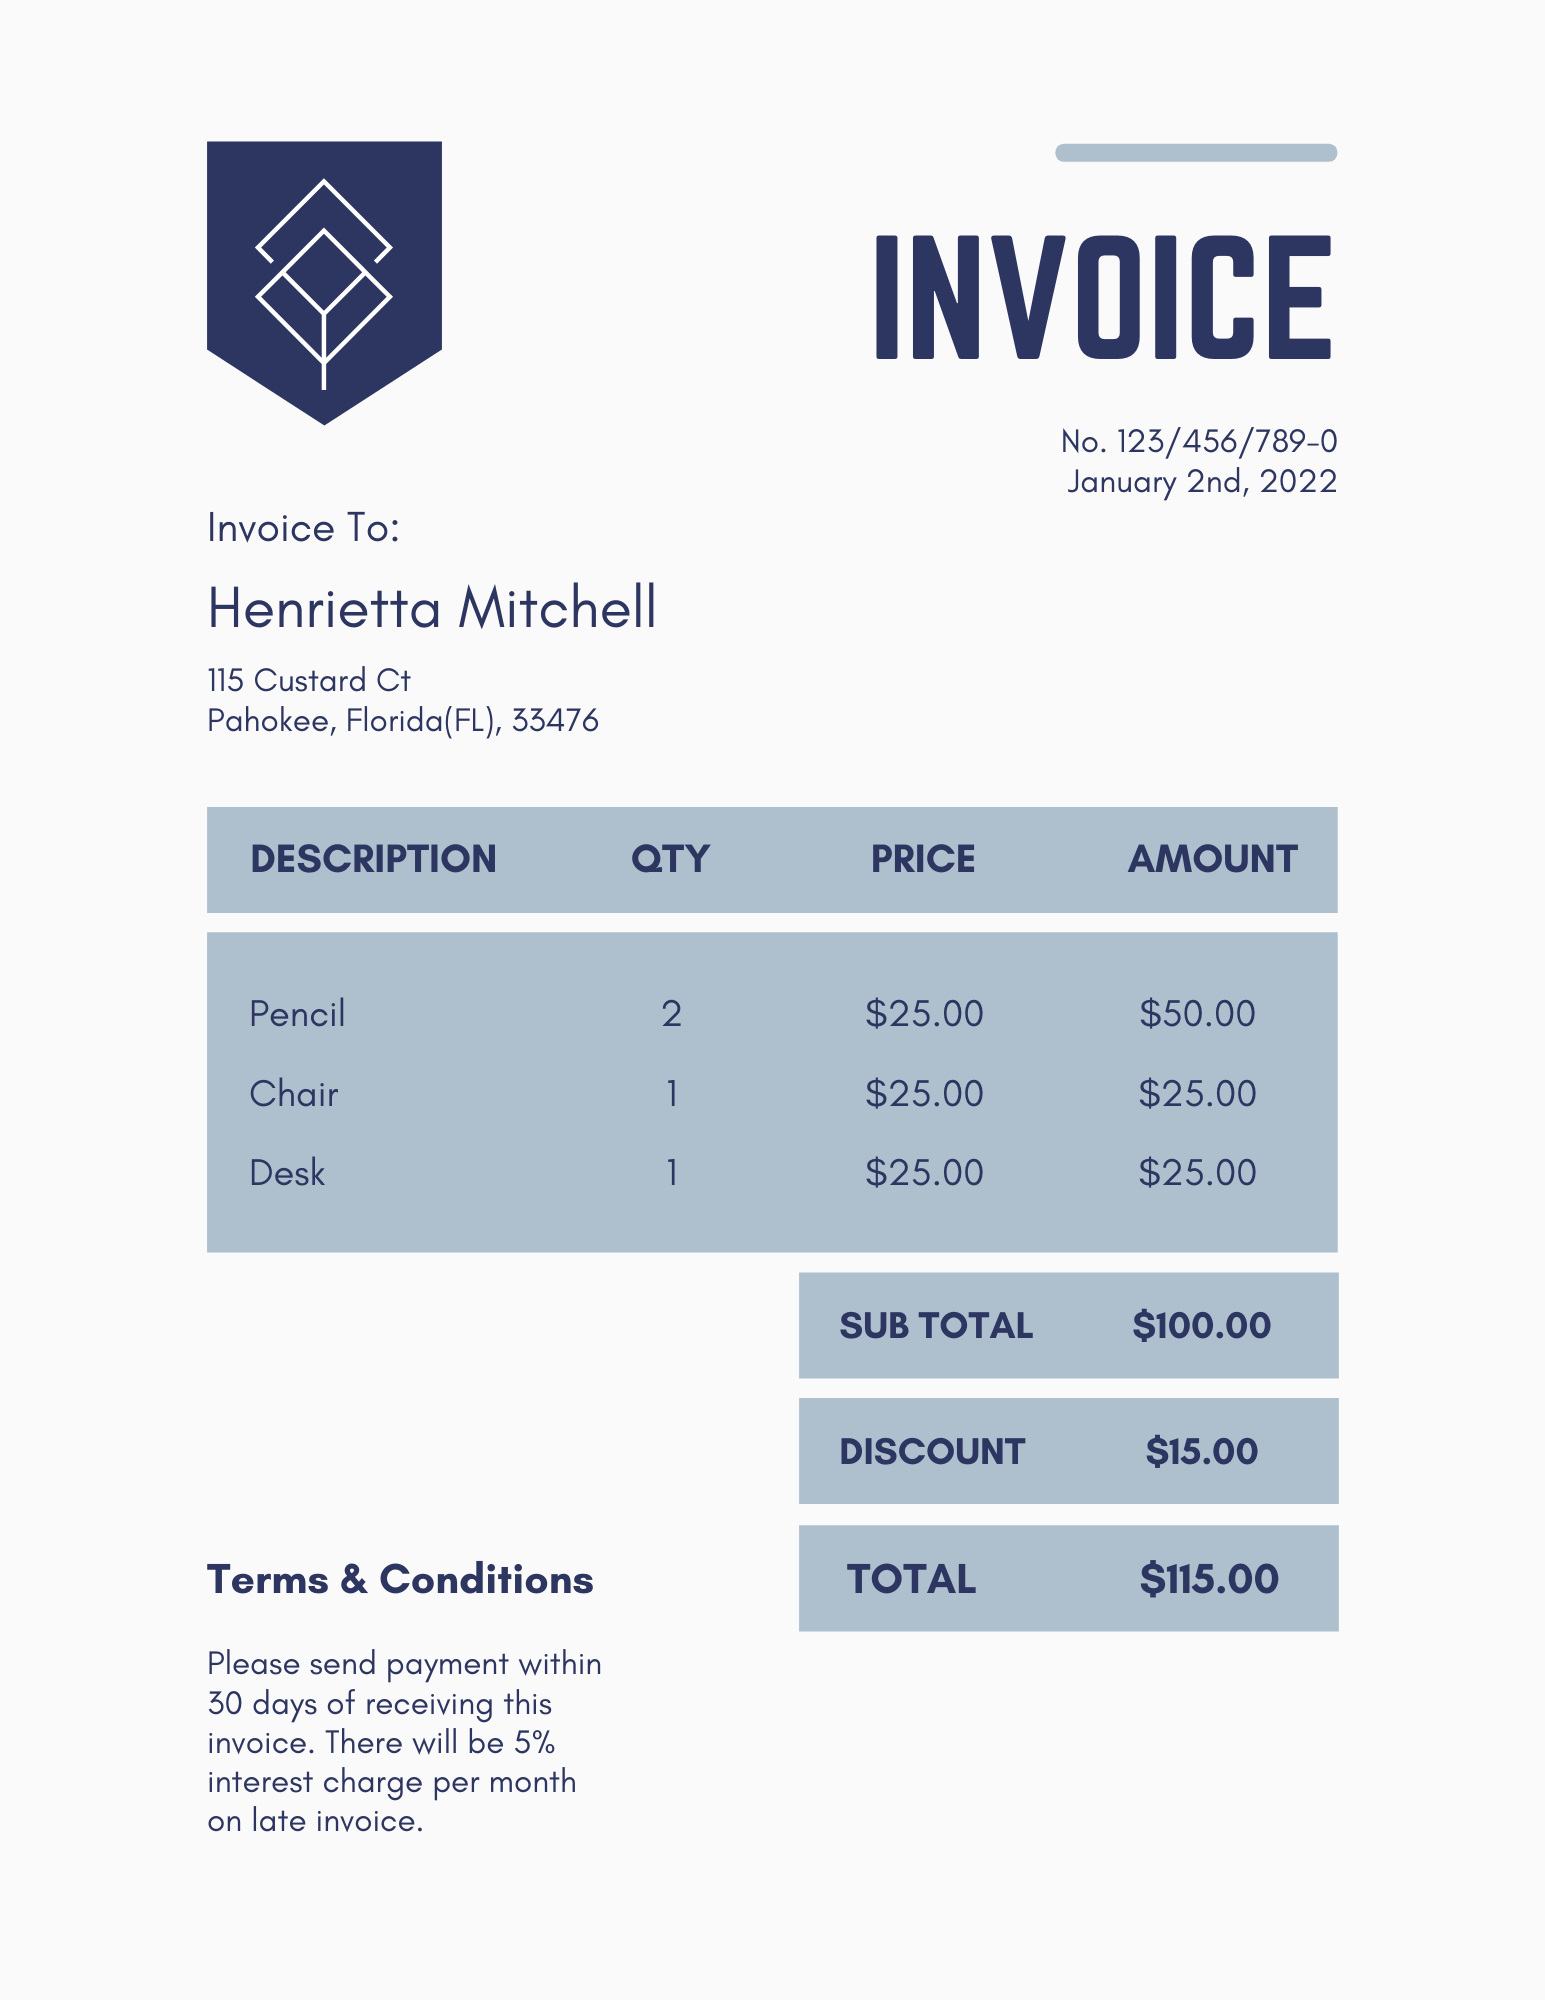 INVOICE
No. 123/456/789-0
January 2nd, 2022
Invoice To:
Henrietta Mitchell
115 Custard Ct
Pahokee, Florida(FL), 33476
DESCRIPTION QTY PRICE AMOUNT
Pencil 2 $25.00 $50.00
Chair 1 $25.00 $25.00
Desk 1 $25.00 $25.00
SUB TOTAL $100.00
DISCOUNT $15.00
TOTAL $115.00
Terms & Conditions
Please send payment within
30 days of receiving this
invoice. There will be 5%
interest charge per month
on late invoice.